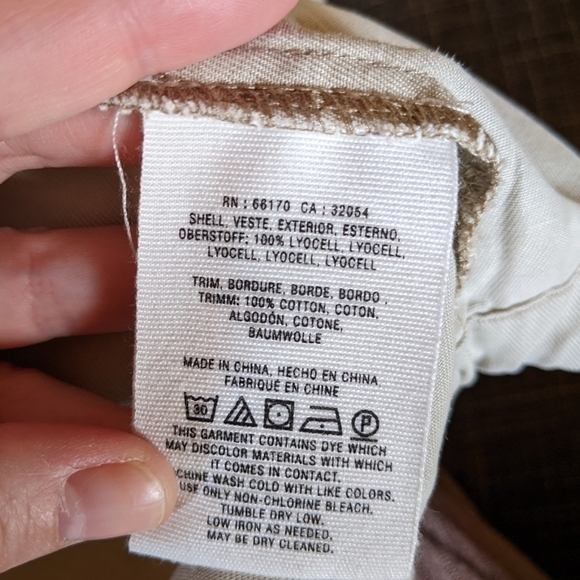 RN : 66170 CA : 32054
SHELL, VESTE, EXTERIOR, ESTERNO,
OBERSTOFF: 100% LYOCELL, LYOCELL,
LYOCELL, LYOCELL, LYOCELL
TRIM, BORDURE, BORDE, BORDO,
TRIMM: 100% COTTON, COTON,
ALGODÓN, COTONE,
BAUMWOLLE
MADE IN CHINA, HECHO EN CHINA,
FABRIQUÉ EN CHINE
30 P
THIS GARMENT CONTAINS DYE WHICH
MAY DISCOLOR MATERIALS WITH WHICH
IT COMES IN CONTACT.
WASH COLD WITH LIKE COLORS.
USE ONLY NON-CHLORINE BLEACH.
TUMBLE DRY LOW.
LOW IRON AS NEEDED.
MAY BE DRY CLEANED.